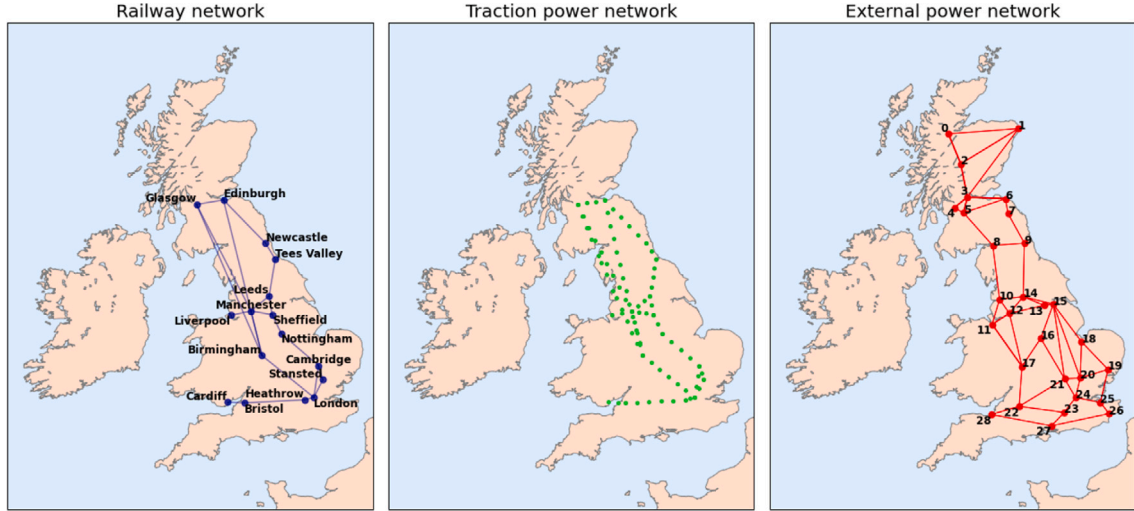 Railway network
Traction power network
External power network
Glasgow
Edinburgh
Newcastle
Tees Valley
Leeds
Manchester
Liverpool
Sheffield
Nottingham
Birmingham
Cambridge
Stansted
Cardiff
Heathrow
London
Bristol
0
1
2
3
6
4
5
7
8
9
10
14
15
12
13
11
16
18
17
19
21
20
24
22
23
25
28
26
27